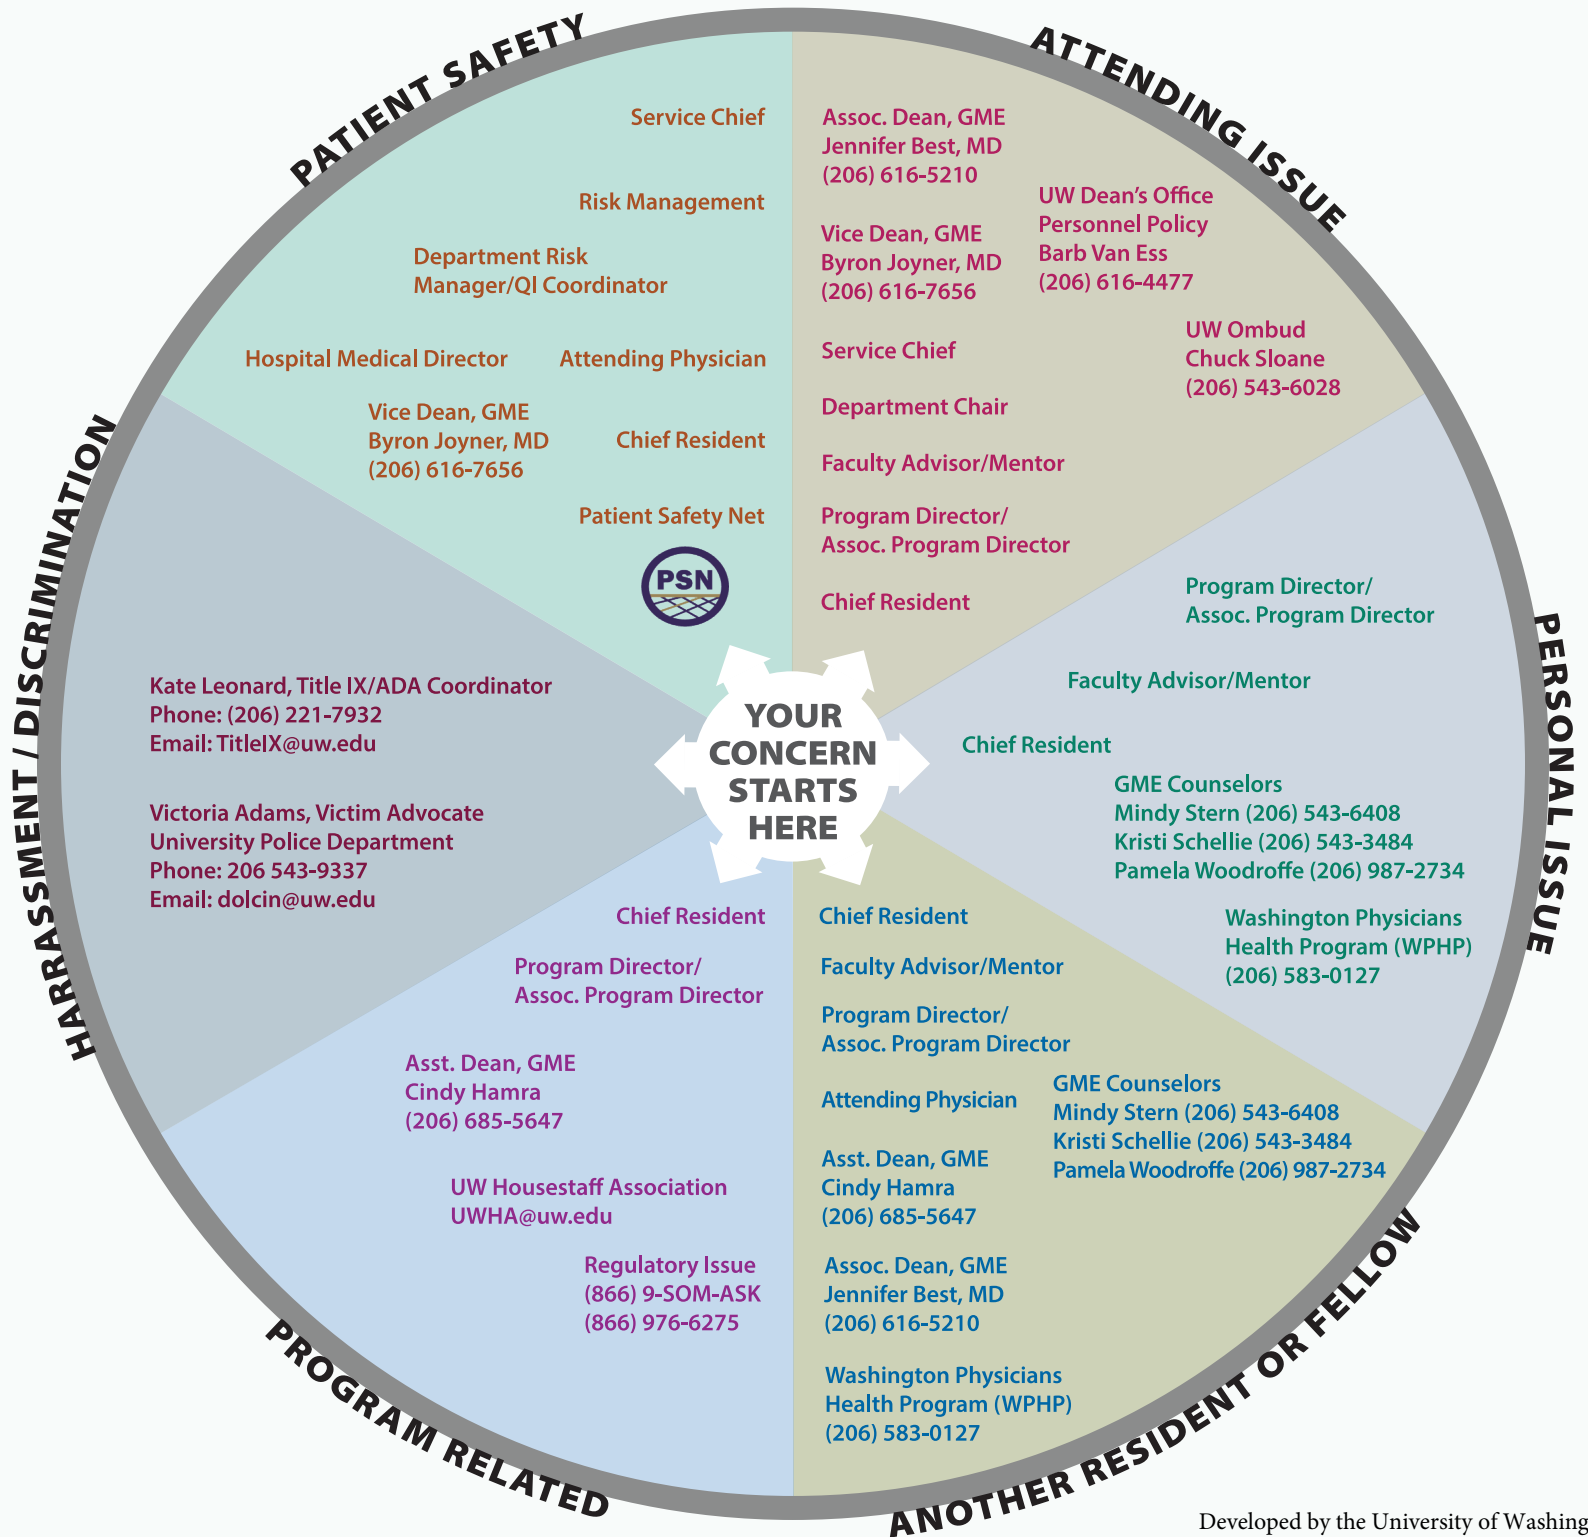 PATIENT SAFETY
Service Chief
Risk Management
Department Risk
Manager/QI Coordinator
Hospital Medical Director
Attending Physician
Vice Dean, GME
Byron Joyner, MD
(206) 616-7656
Chief Resident
Patient Safety Net
PSN
ATTENDING ISSUE
Assoc. Dean, GME
Jennifer Best, MD
(206) 616-5210
UW Dean's Office
Personnel Policy
Barb Van Ess
(206) 616-4477
Vice Dean, GME
Byron Joyner, MD
(206) 616-7656
UW Ombud
Chuck Sloane
(206) 543-6028
Service Chief
Department Chair
Faculty Advisor/Mentor
Program Director/
Assoc. Program Director
Chief Resident
PERSONAL ISSUE
Program Director/
Assoc. Program Director
Faculty Advisor/Mentor
Chief Resident
GME Counselors
Mindy Stern (206) 543-6408
Kristi Schellie (206) 543-3484
Pamela Woodroffe (206) 987-2734
Washington Physicians
Health Program (WPHP)
(206) 583-0127
YOUR
CONCERN
STARTS
HERE
HARRASSMENT / DISCRIMINATION
Kate Leonard, Title IX/ADA Coordinator
Phone: (206) 221-7932
Email: TitleIX@uw.edu
Victoria Adams, Victim Advocate
University Police Department
Phone: 206 543-9337
Email: dolcin@uw.edu
PROGRAM RELATED
Chief Resident
Program Director/
Assoc. Program Director
Asst. Dean, GME
Cindy Hamra
(206) 685-5647
UW Housestaff Association
UWHA@uw.edu
Regulatory Issue
(866) 9-SOM-ASK
(866) 976-6275
ANOTHER RESIDENT OR FELLOW
Chief Resident
Faculty Advisor/Mentor
Program Director/
Assoc. Program Director
Attending Physician
GME Counselors
Mindy Stern (206) 543-6408
Kristi Schellie (206) 543-3484
Pamela Woodroffe (206) 987-2734
Asst. Dean, GME
Cindy Hamra
(206) 685-5647
Assoc. Dean, GME
Jennifer Best, MD
(206) 616-5210
Washington Physicians
Health Program (WPHP)
(206) 583-0127
Developed by the University of Washing